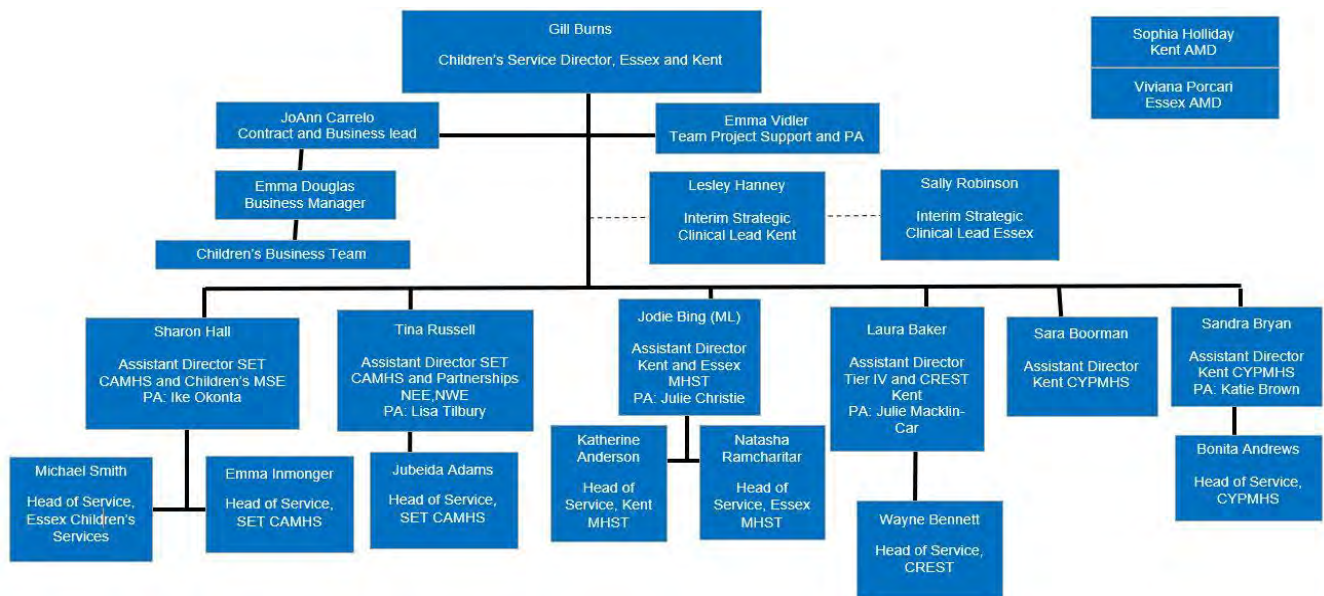 Gill Burns
Children's Service Director, Essex and Kent
Sophia Holliday
Kent AMD
Viviana Porcari
Essex AMD
JoAnn Carrelo
Contract and Business lead
Emma Vidler
Team Project Support and PA
Emma Douglas
Business Manager
Children's Business Team
Lesley Hanney
Interim Strategic
Clinical Lead Kent
Sally Robinson
Interim Strategic
Clinical Lead Essex
Sharon Hall
Assistant Director SET
CAMHS and Children's MSE
PA: Ike Okonta
Tina Russell
Assistant Director SET
CAMHS and Partnerships
NEE,NWE
PA: Lisa Tilbury
Jodie Bing (ML)
Assistant Director
Kent and Essex
MHST
PA: Julie Christie
Laura Baker
Assistant Director
Tier IV and CREST
Kent
PA: Julie Macklin-
Car
Sara Boorman
Assistant Director
Kent CYPMHS
Sandra Bryan
Assistant Director
Kent CYPMHS
PA: Katie Brown
Michael Smith
Head of Service,
Essex Children's
Services
Emma Inmonger
Head of Service,
SET CAMHS
Jubeida Adams
Head of Service,
SET CAMHS
Katherine
Anderson
Head of
Service, Kent
MHST
Natasha
Ramcharitar
Head of
Service, Essex
MHST
Wayne Bennett
Head of Service,
CREST
Bonita Andrews
Head of Service,
CYPMHS